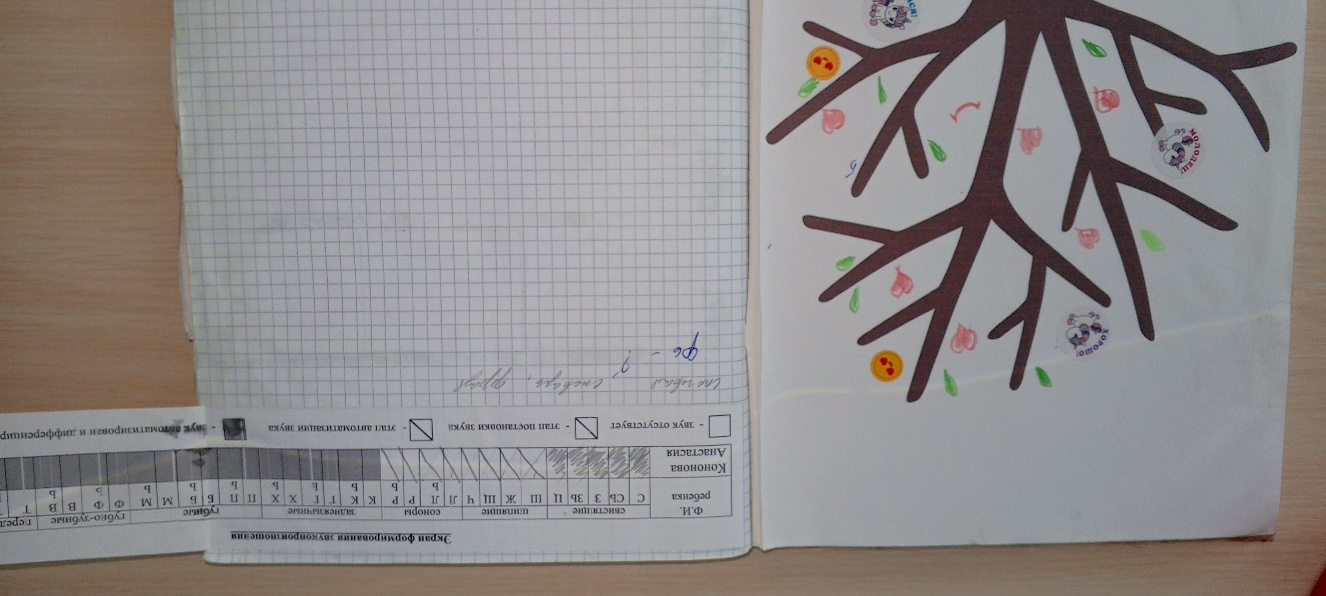 Экран формирования звукопроизношения
Ф.И. ребенка свистящие шипящие соноры заднеязычные губные губно-зубные перед
С СЬ З ЗЬ Ц Ш Ж Щ Ч Л ЛЬ Р РЬ К КЬ Г ГЬ Х ХЬ П ПЬ Б БЬ М МЬ Ф ФЬ В ВЬ Т
Кононова
Анастасия
- звук отсутствует - этап постановки звука - этап автоматизации звука - звук автоматизирован и дифференцир
хорошо!
молодец!